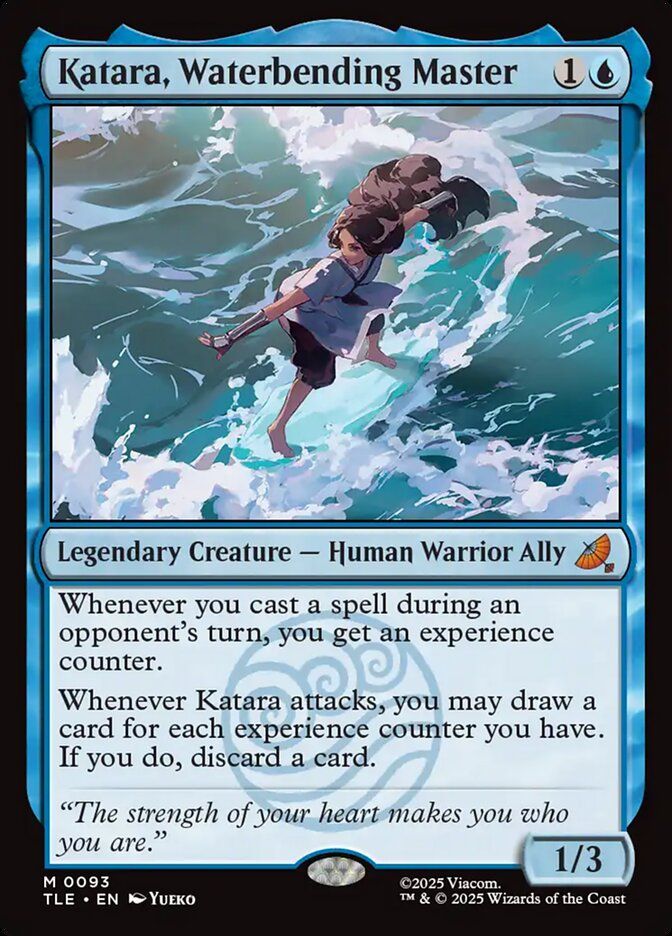 Katara, Waterbending Master 1
Legendary Creature — Human Warrior Ally
Whenever you cast a spell during an
opponent's turn, you get an experience
counter.
Whenever Katara attacks, you may draw a
card for each experience counter you have.
If you do, discard a card.
"The strength of your heart makes you who
you are."
1/3
M 0093
TLE • EN YUEKO
©2025 Viacom.
™ & © 2025 Wizards of the Coast